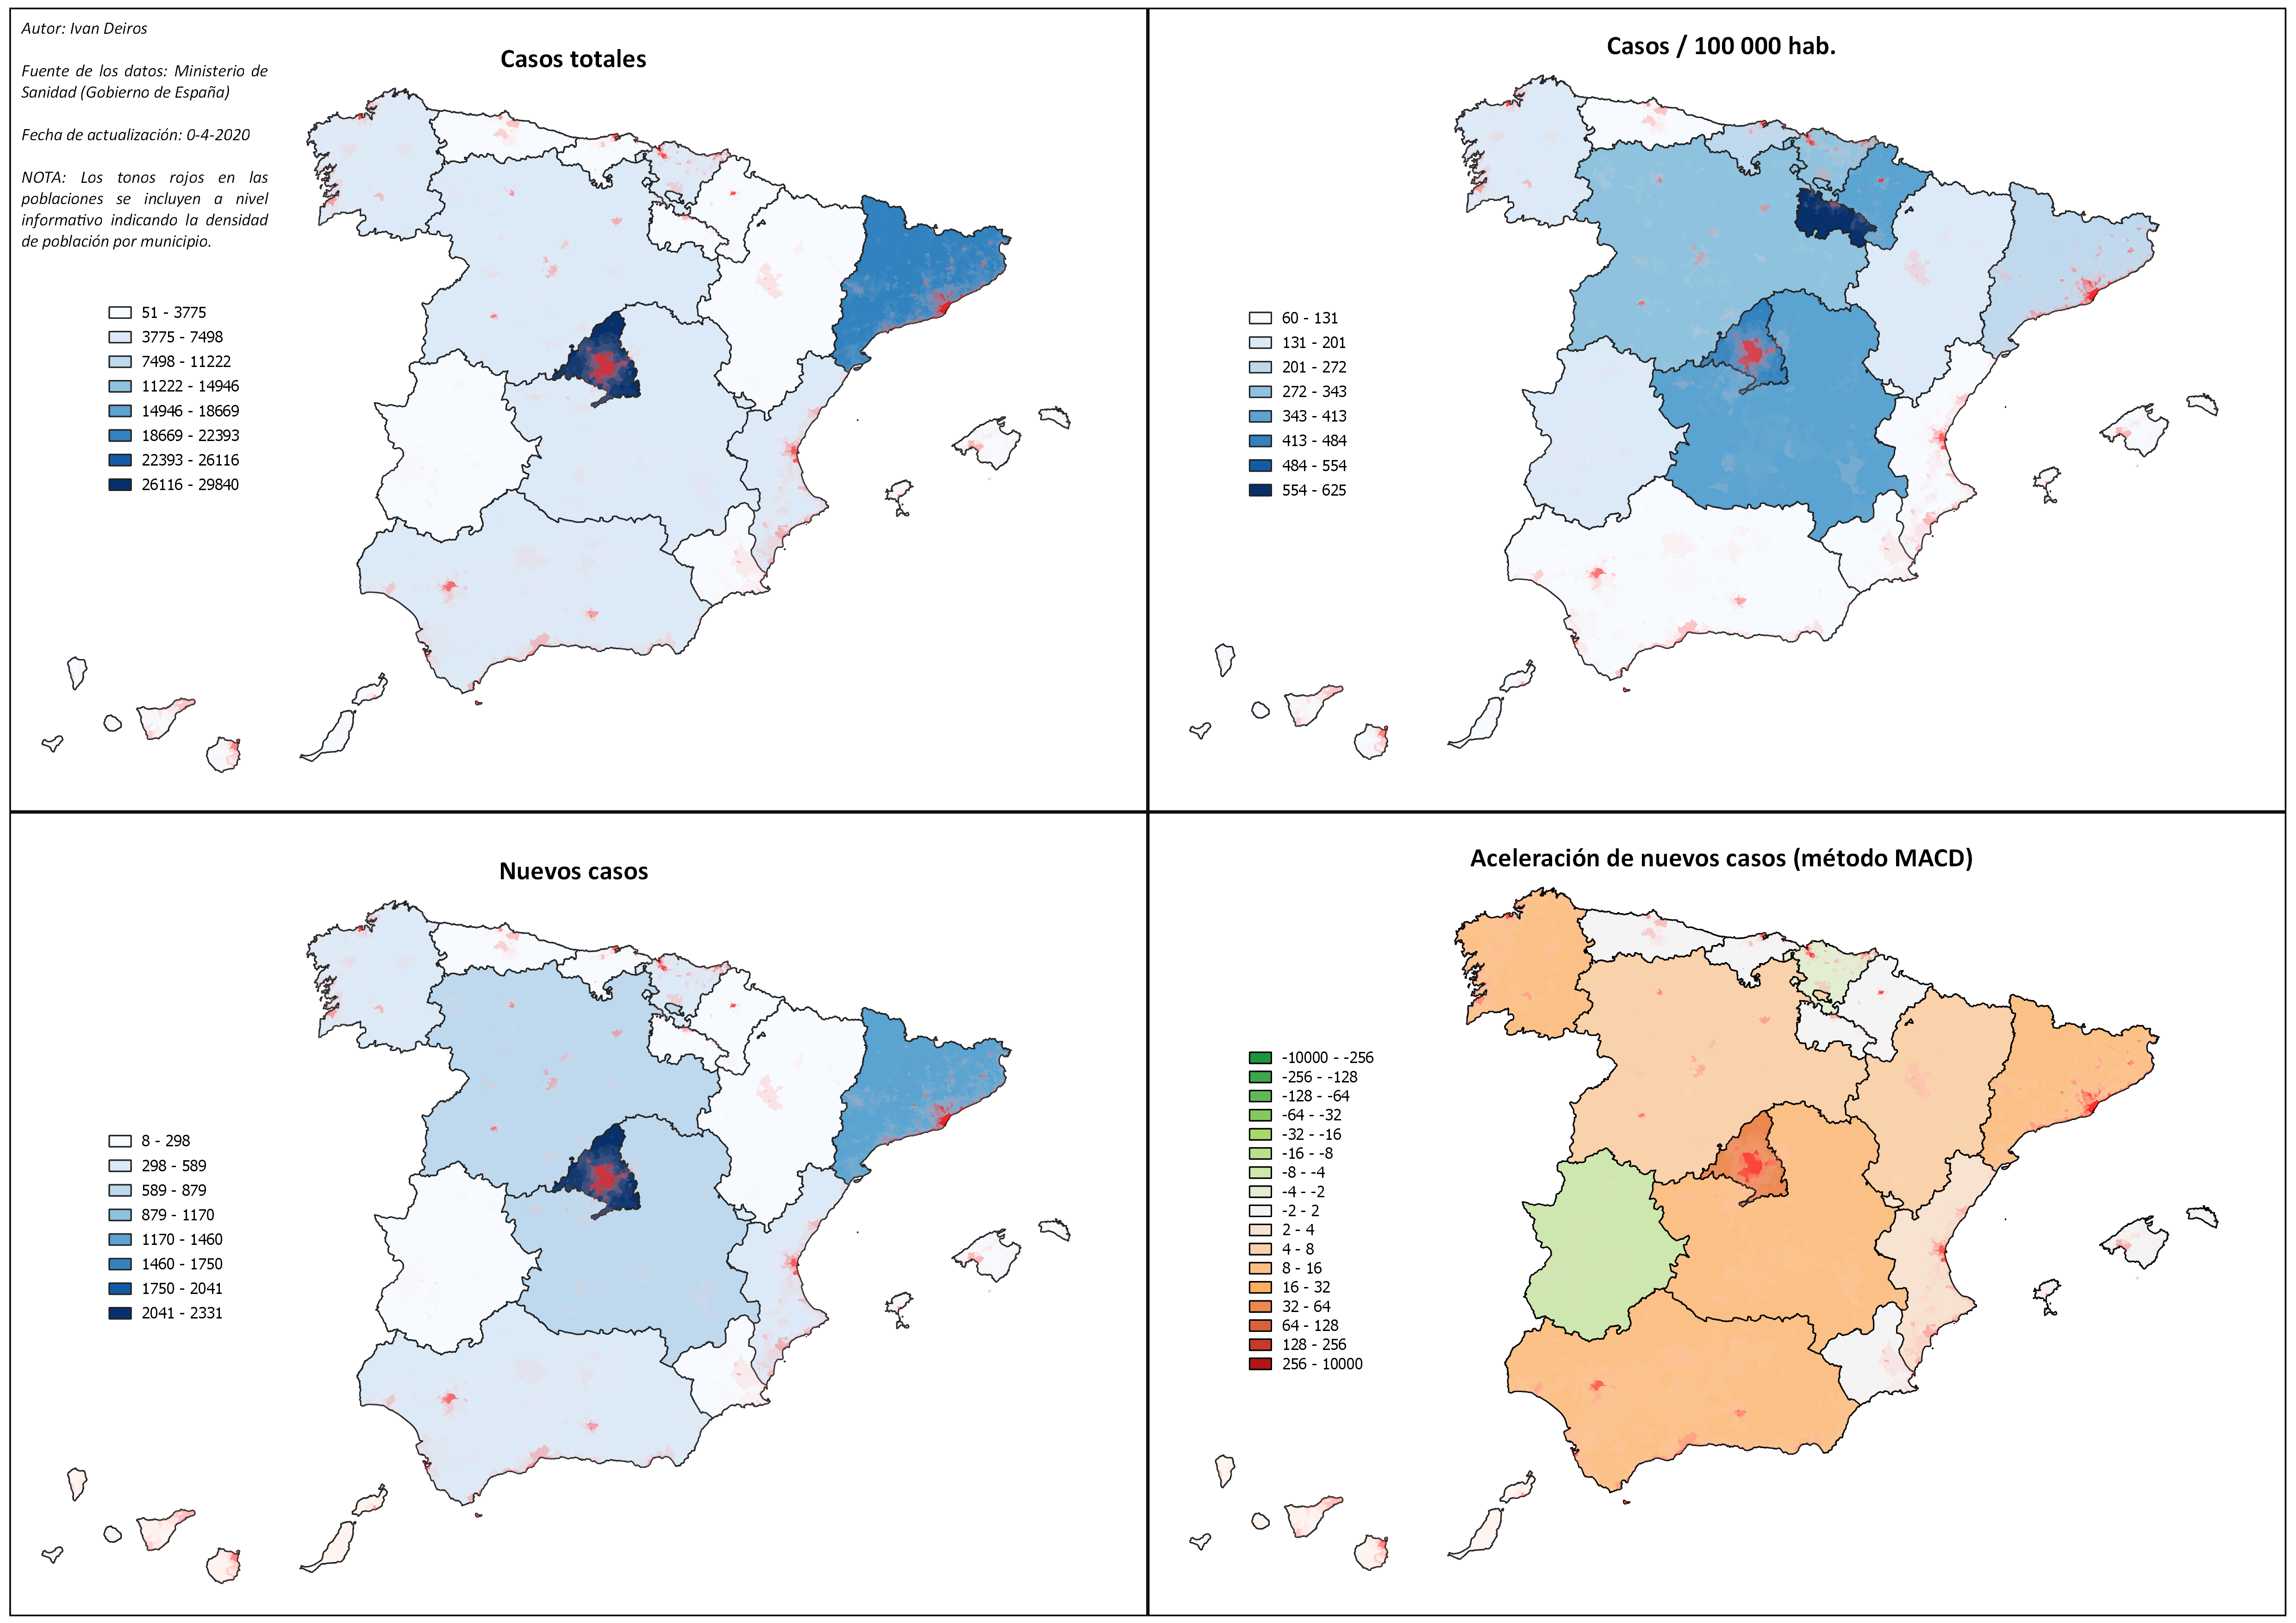 Autor: Ivan Deiros
Fuente de los datos: Ministerio de
Sanidad (Gobierno de España)
Fecha de actualización: 0-4-2020
NOTA: Los tonos rojos en las
poblaciones se incluyen a nivel
informativo indicando la densidad
de población por municipio.
Casos totales
51 - 3775
3775 - 7498
7498 - 11222
11222 - 14946
14946 - 18669
18669 - 22393
22393 - 26116
26116 - 29840
Casos / 100 000 hab.
60 - 131
131 - 201
201 - 272
272 - 343
343 - 413
413 - 484
484 - 554
554 - 625
Nuevos casos
8 - 298
298 - 589
589 - 879
879 - 1170
1170 - 1460
1460 - 1750
1750 - 2041
2041 - 2331
Aceleración de nuevos casos (método MACD)
-10000 - -256
-256 - -128
-128 - -64
-64 - -32
-32 - -16
-16 - -8
-8 - -4
-4 - -2
-2 - 2
2 - 4
4 - 8
8 - 16
16 - 32
32 - 64
64 - 128
128 - 256
256 - 10000